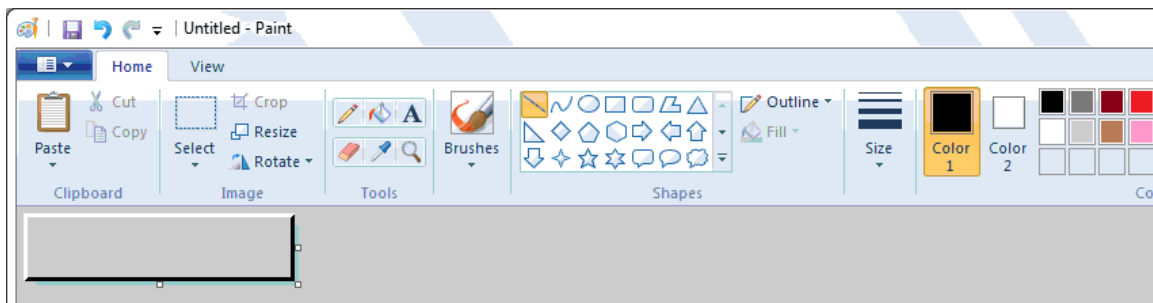 Untitled - Paint
Home View
Cut
Copy
Paste
Clipboard
Crop
Resize
Rotate
Select
Image
A
Tools
Brushes
Outline
Fill
Shapes
Size
Color 1
Color 2
Co